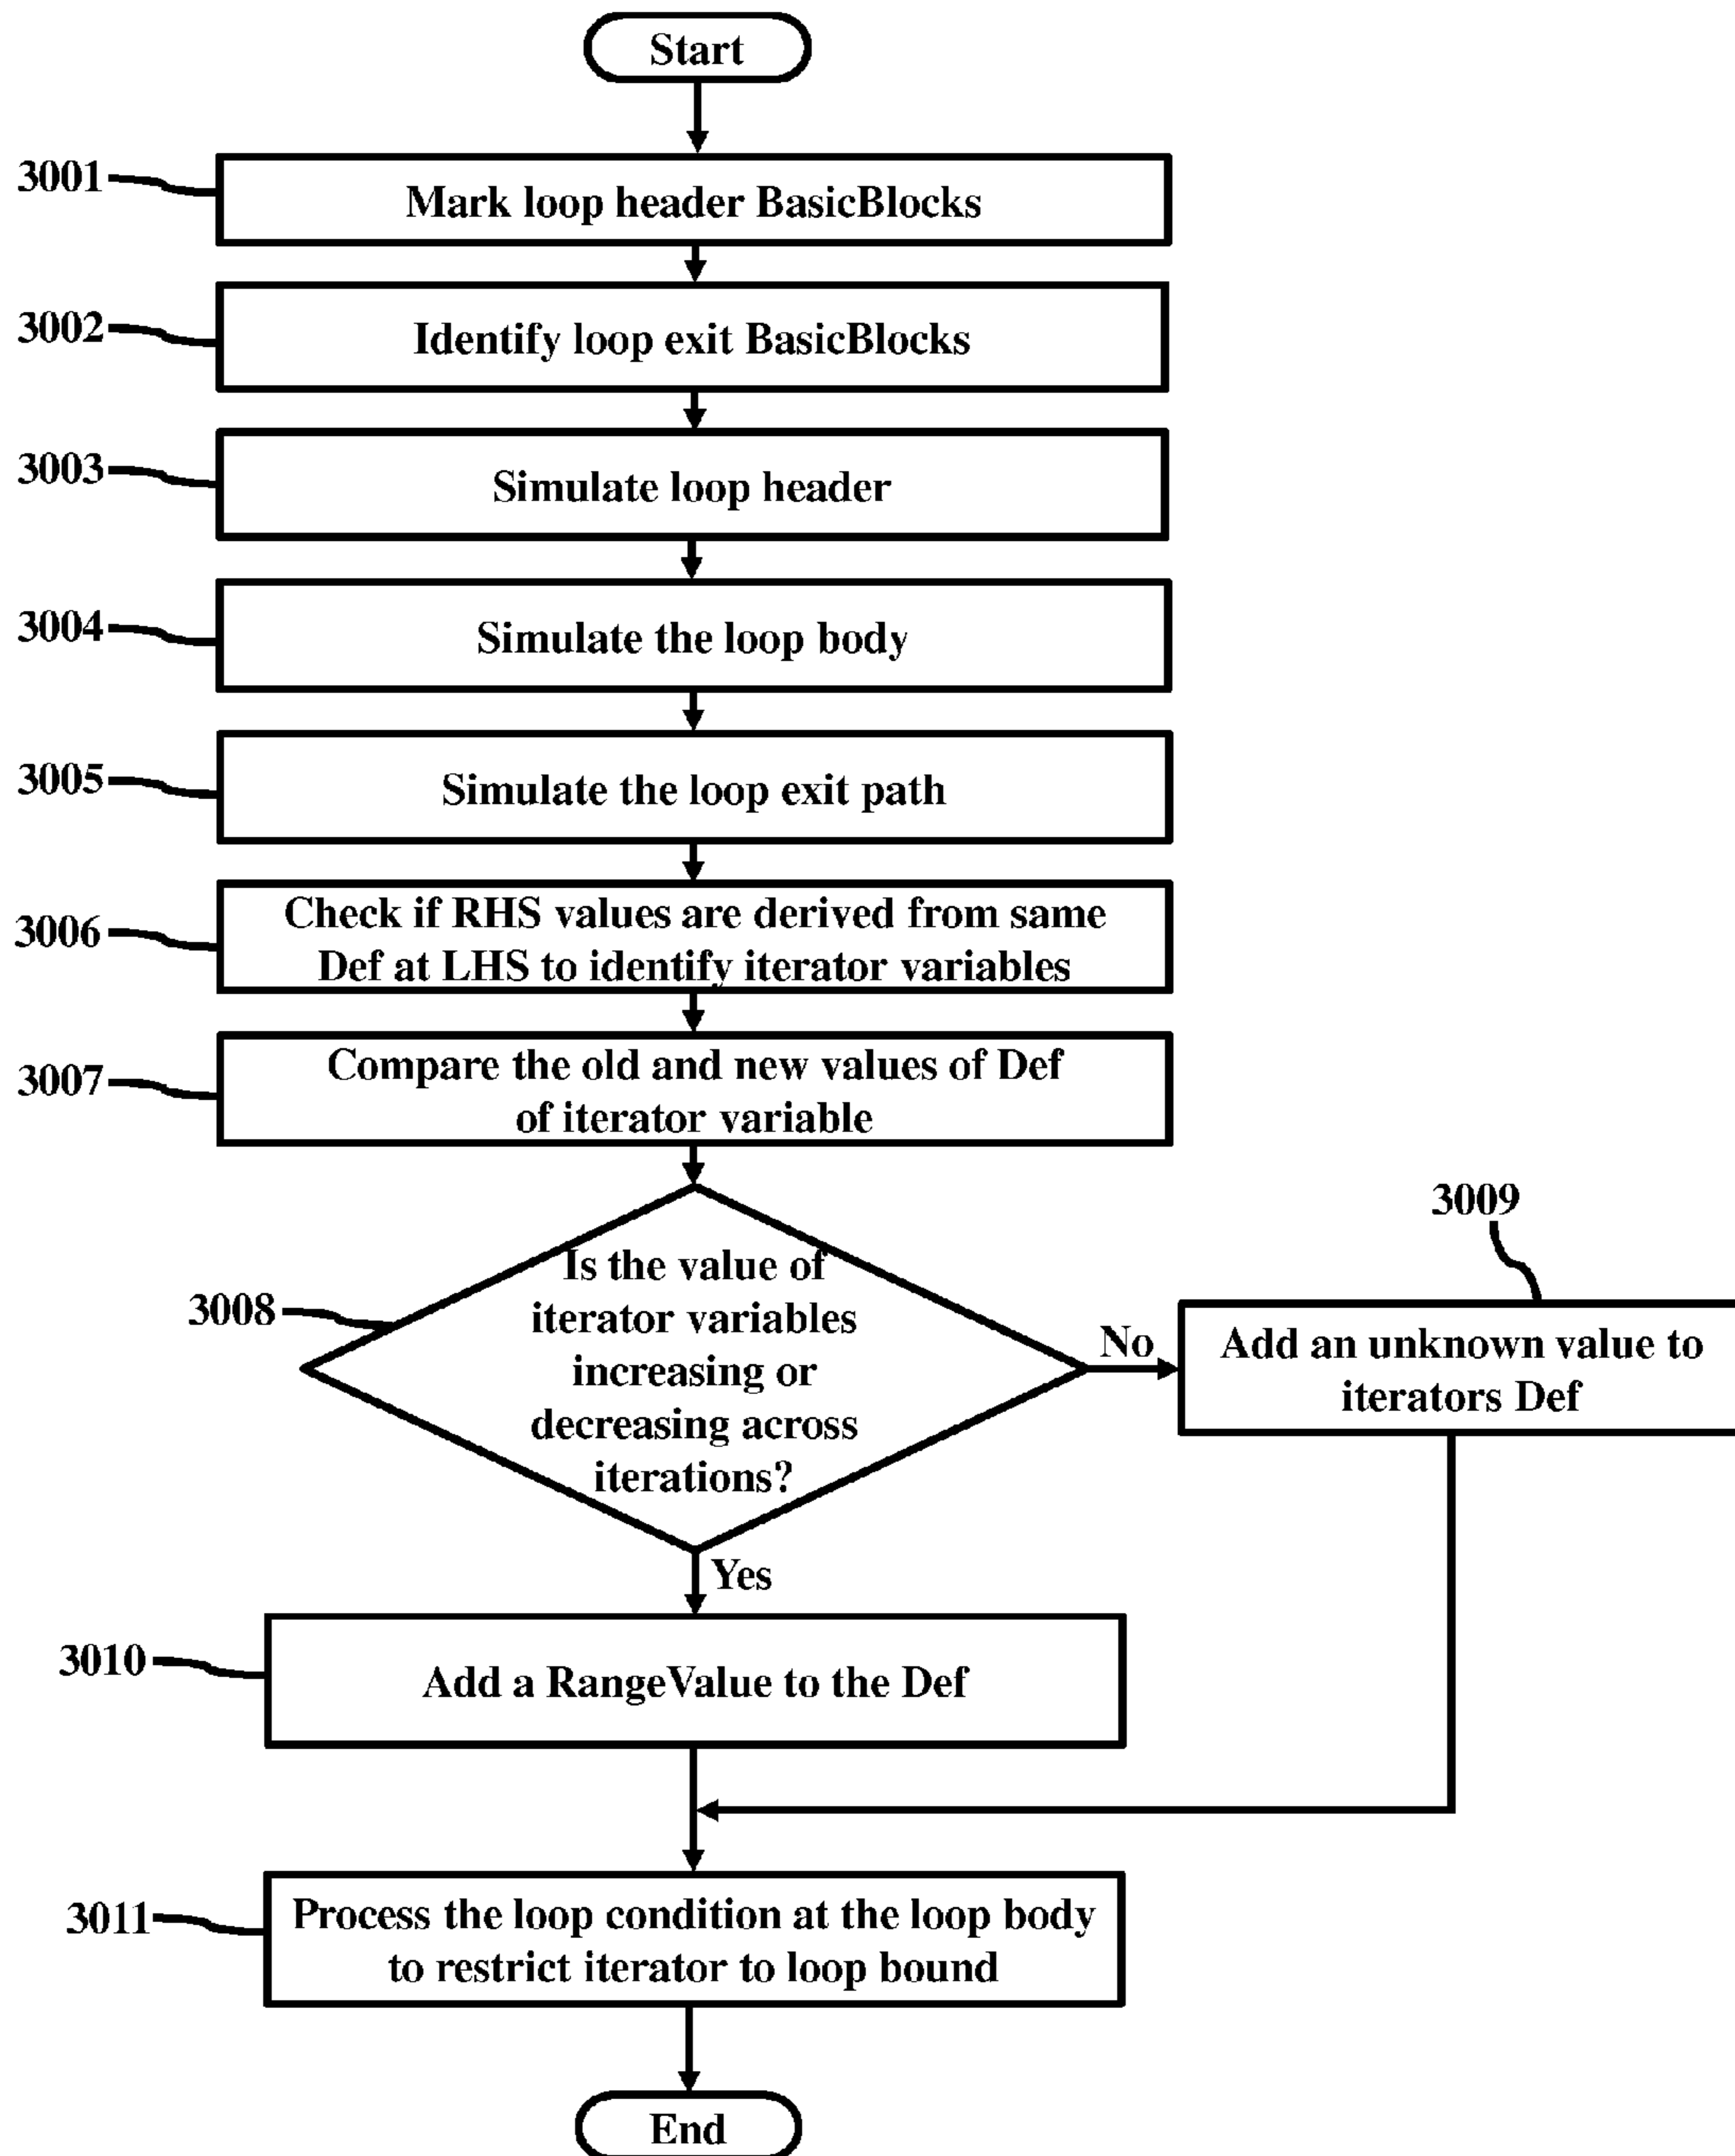 Start
3001
Mark loop header BasicBlocks
3002
Identify loop exit BasicBlocks
3003
Simulate loop header
3004
Simulate the loop body
3005
Simulate the loop exit path
3006
Check if RHS values are derived from same
Def at LHS to identify iterator variables
3007
Compare the old and new values of Def
of iterator variable
3008
Is the value of
iterator variables
increasing or
decreasing across
iterations?
No
3009
Add an unknown value to
iterators Def
Yes
3010
Add a RangeValue to the Def
3011
Process the loop condition at the loop body
to restrict iterator to loop bound
End